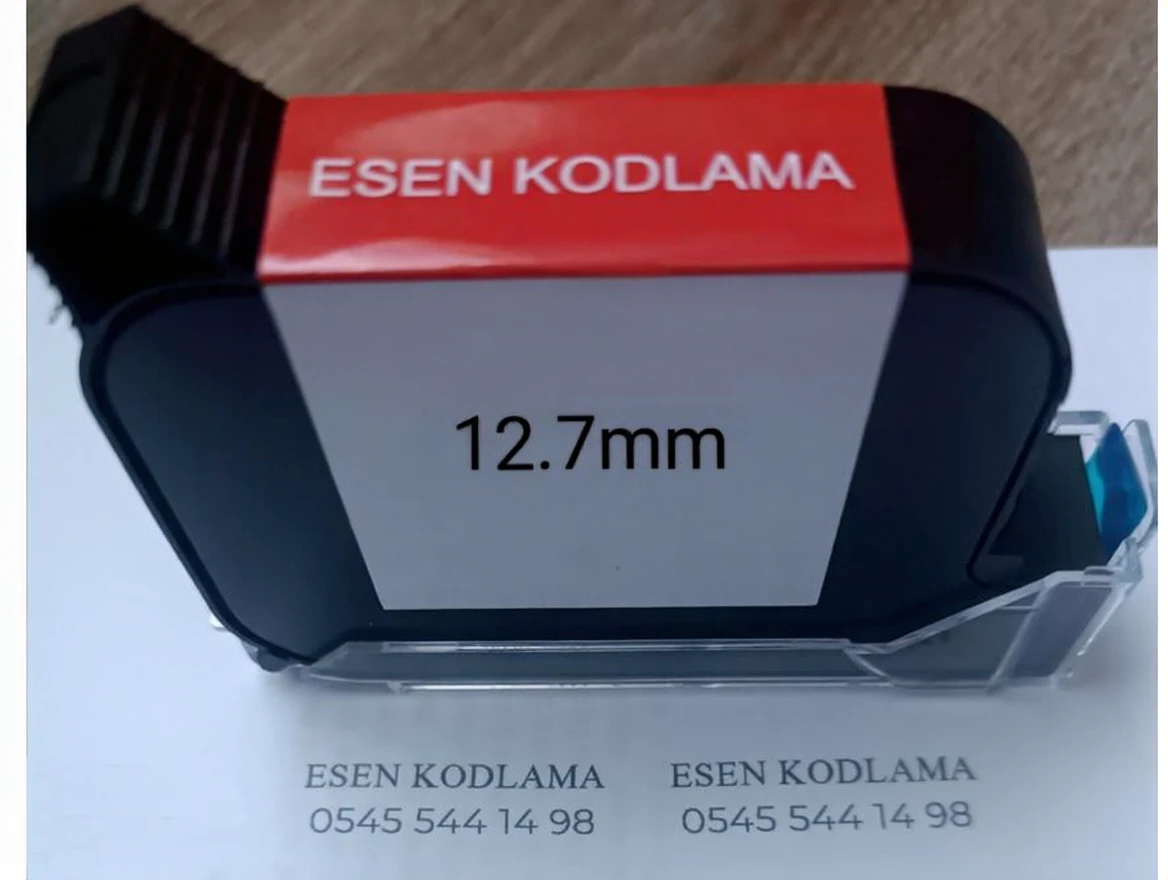 ESEN KODLAMA
12.7mm
ESEN KODLAMA ESEN KODLAMA
0545 544 14 98 0545 544 14 98